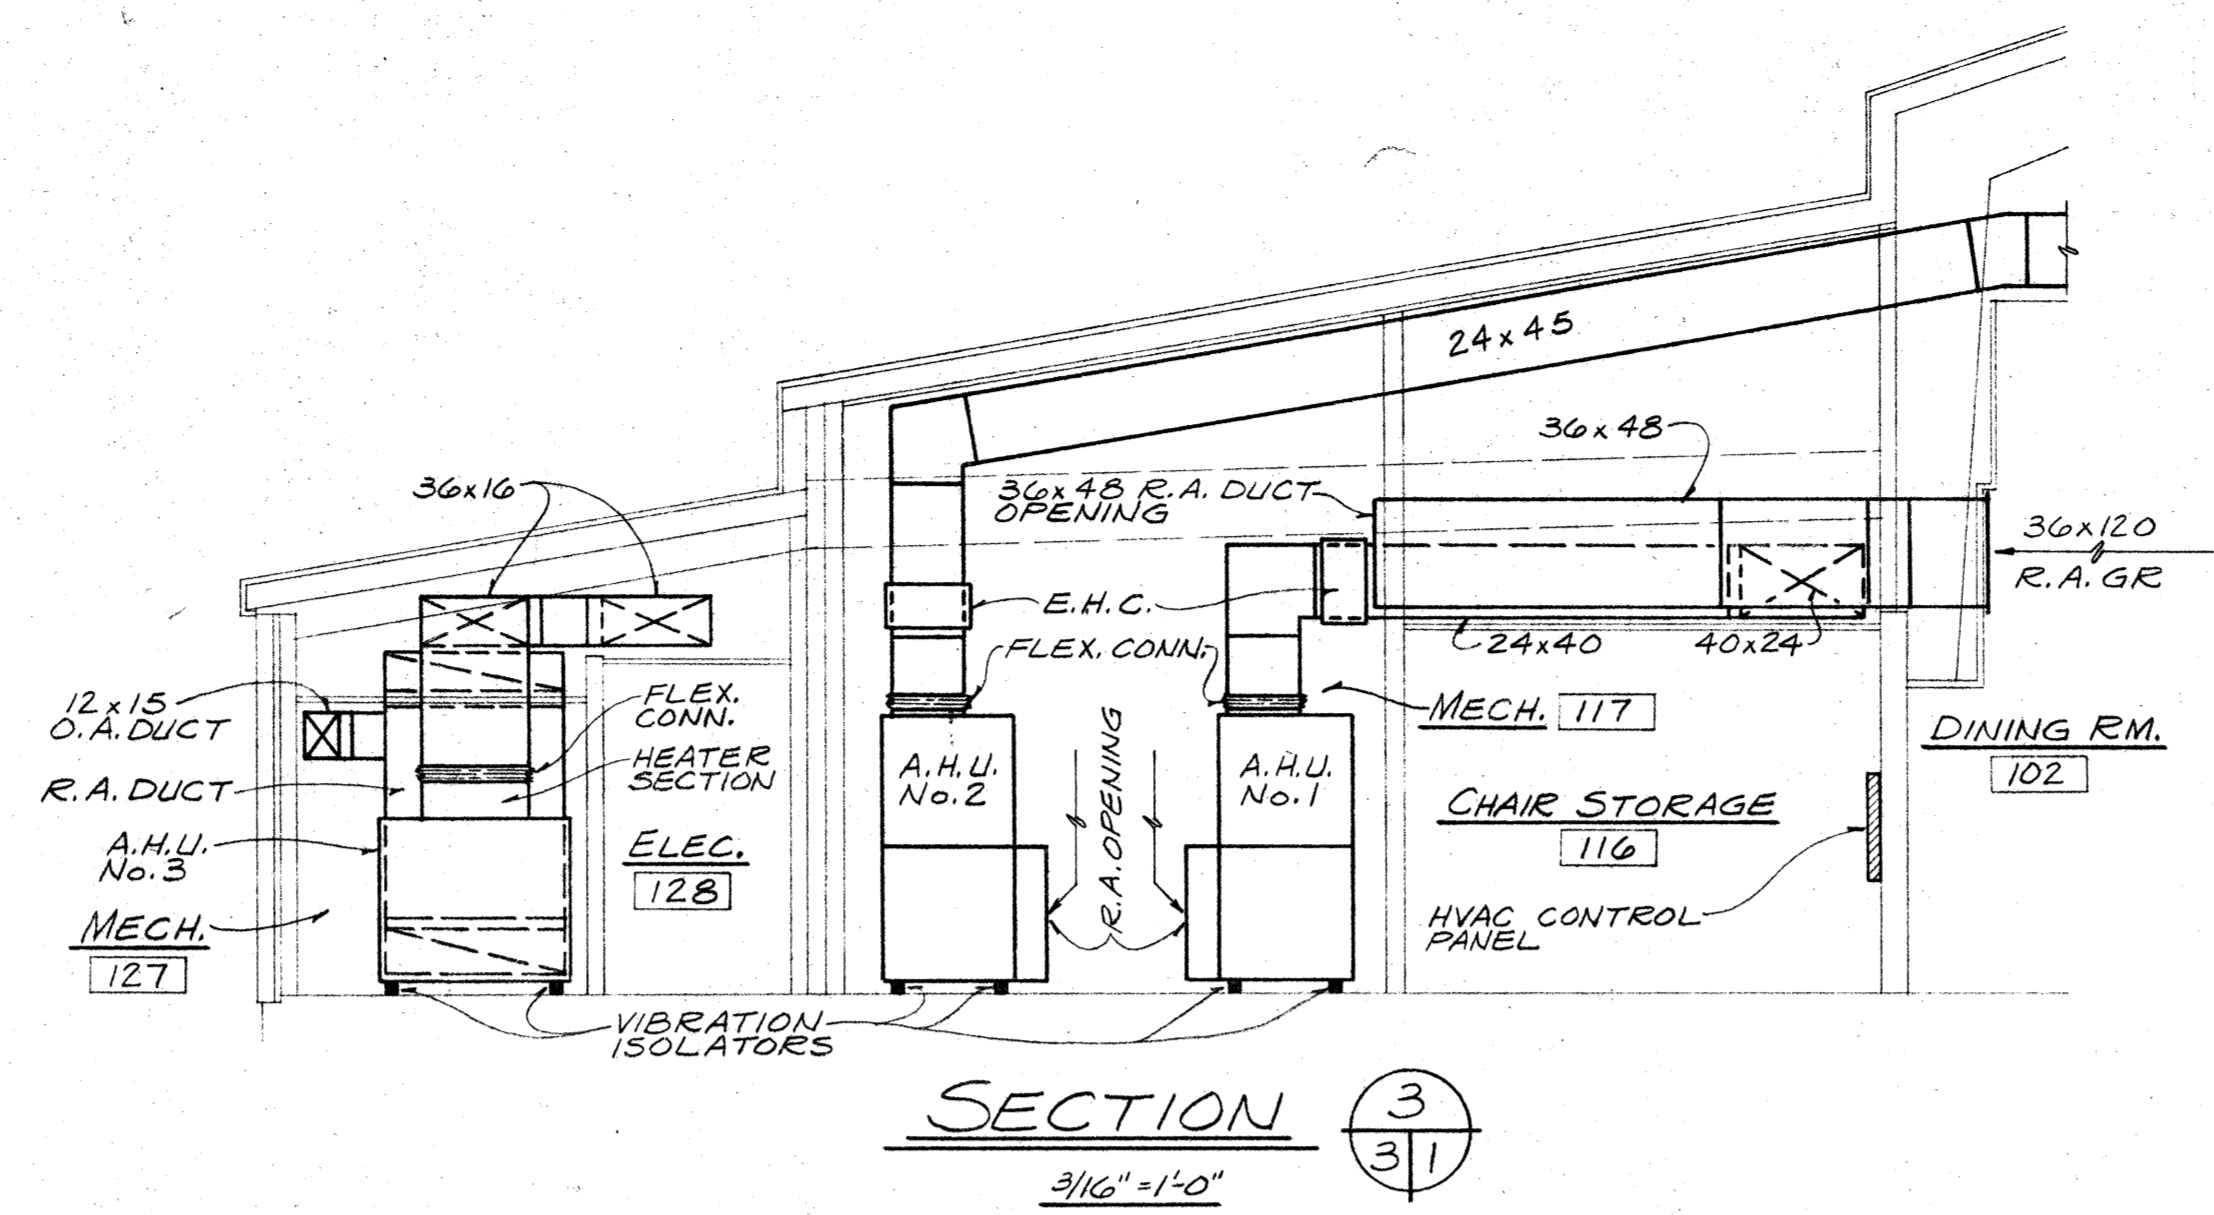 24x45
36x48
36x16
36x48 R.A. DUCT
OPENING
36x120
R.A. GR
E.H.C.
24x40
40x24
FLEX. CONN.
12x15
O.A. DUCT
FLEX.
CONN.
MECH. 117
DINING RM.
102
R.A. DUCT
HEATER
SECTION
A.H.U.
No. 2
R.A. OPENING
A.H.U.
No. 1
CHAIR STORAGE
116
A.H.U.
No. 3
ELEC.
128
HVAC CONTROL
PANEL
MECH.
127
VIBRATION
ISOLATORS
SECTION
3
3 1
3/16" = 1'-0"